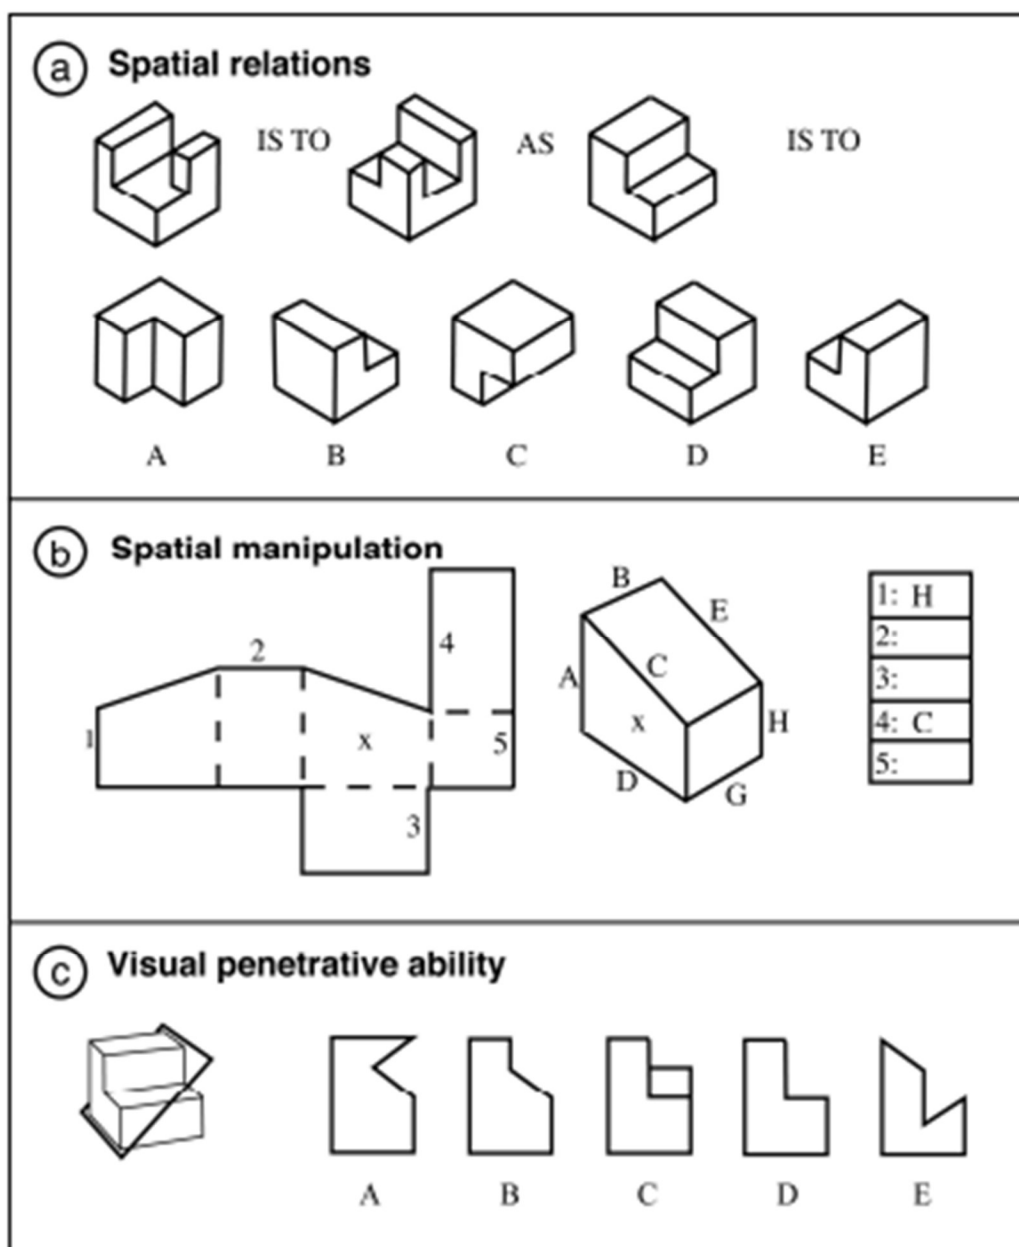 a Spatial relations
IS TO AS IS TO
A B C D E
b Spatial manipulation
1 2 x 3 4 5
A B C D E G H x
1: H
2:
3:
4: C
5:
c Visual penetrative ability
A B C D E